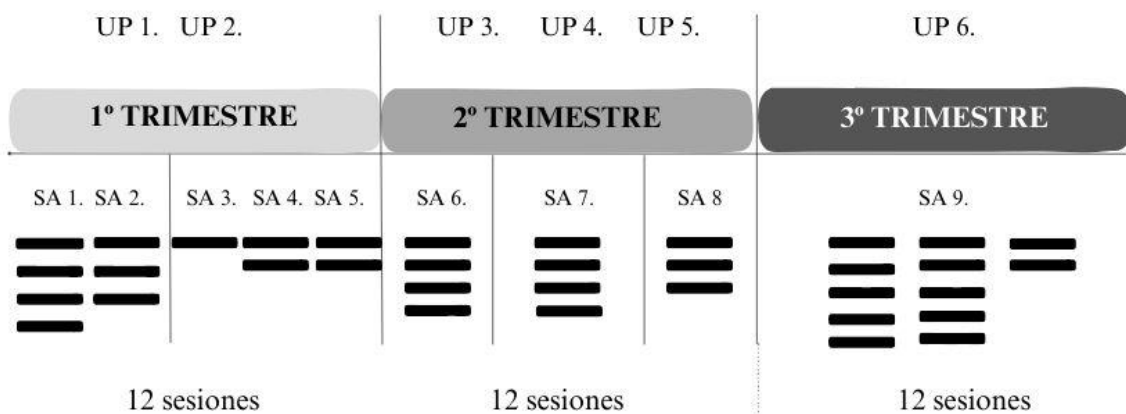 UP 1. UP 2. UP 3. UP 4. UP 5. UP 6.
1º TRIMESTRE 2º TRIMESTRE 3º TRIMESTRE
SA 1. SA 2. SA 3. SA 4. SA 5. SA 6. SA 7. SA 8 SA 9.
12 sesiones 12 sesiones 12 sesiones